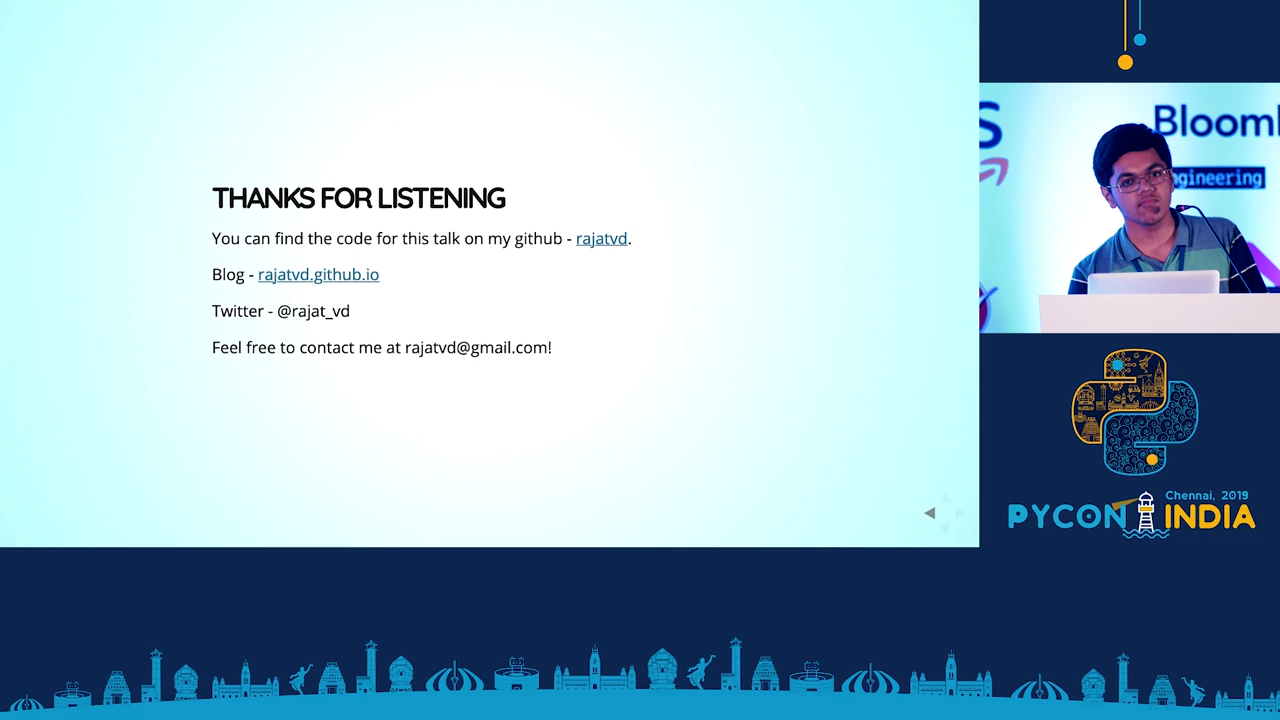 THANKS FOR LISTENING
You can find the code for this talk on my github - rajatvd.
Blog - rajatvd.github.io
Twitter - @rajat_vd
Feel free to contact me at rajatvd@gmail.com!
S
Bloom
gineering
Chennai, 2019
PYCON INDIA